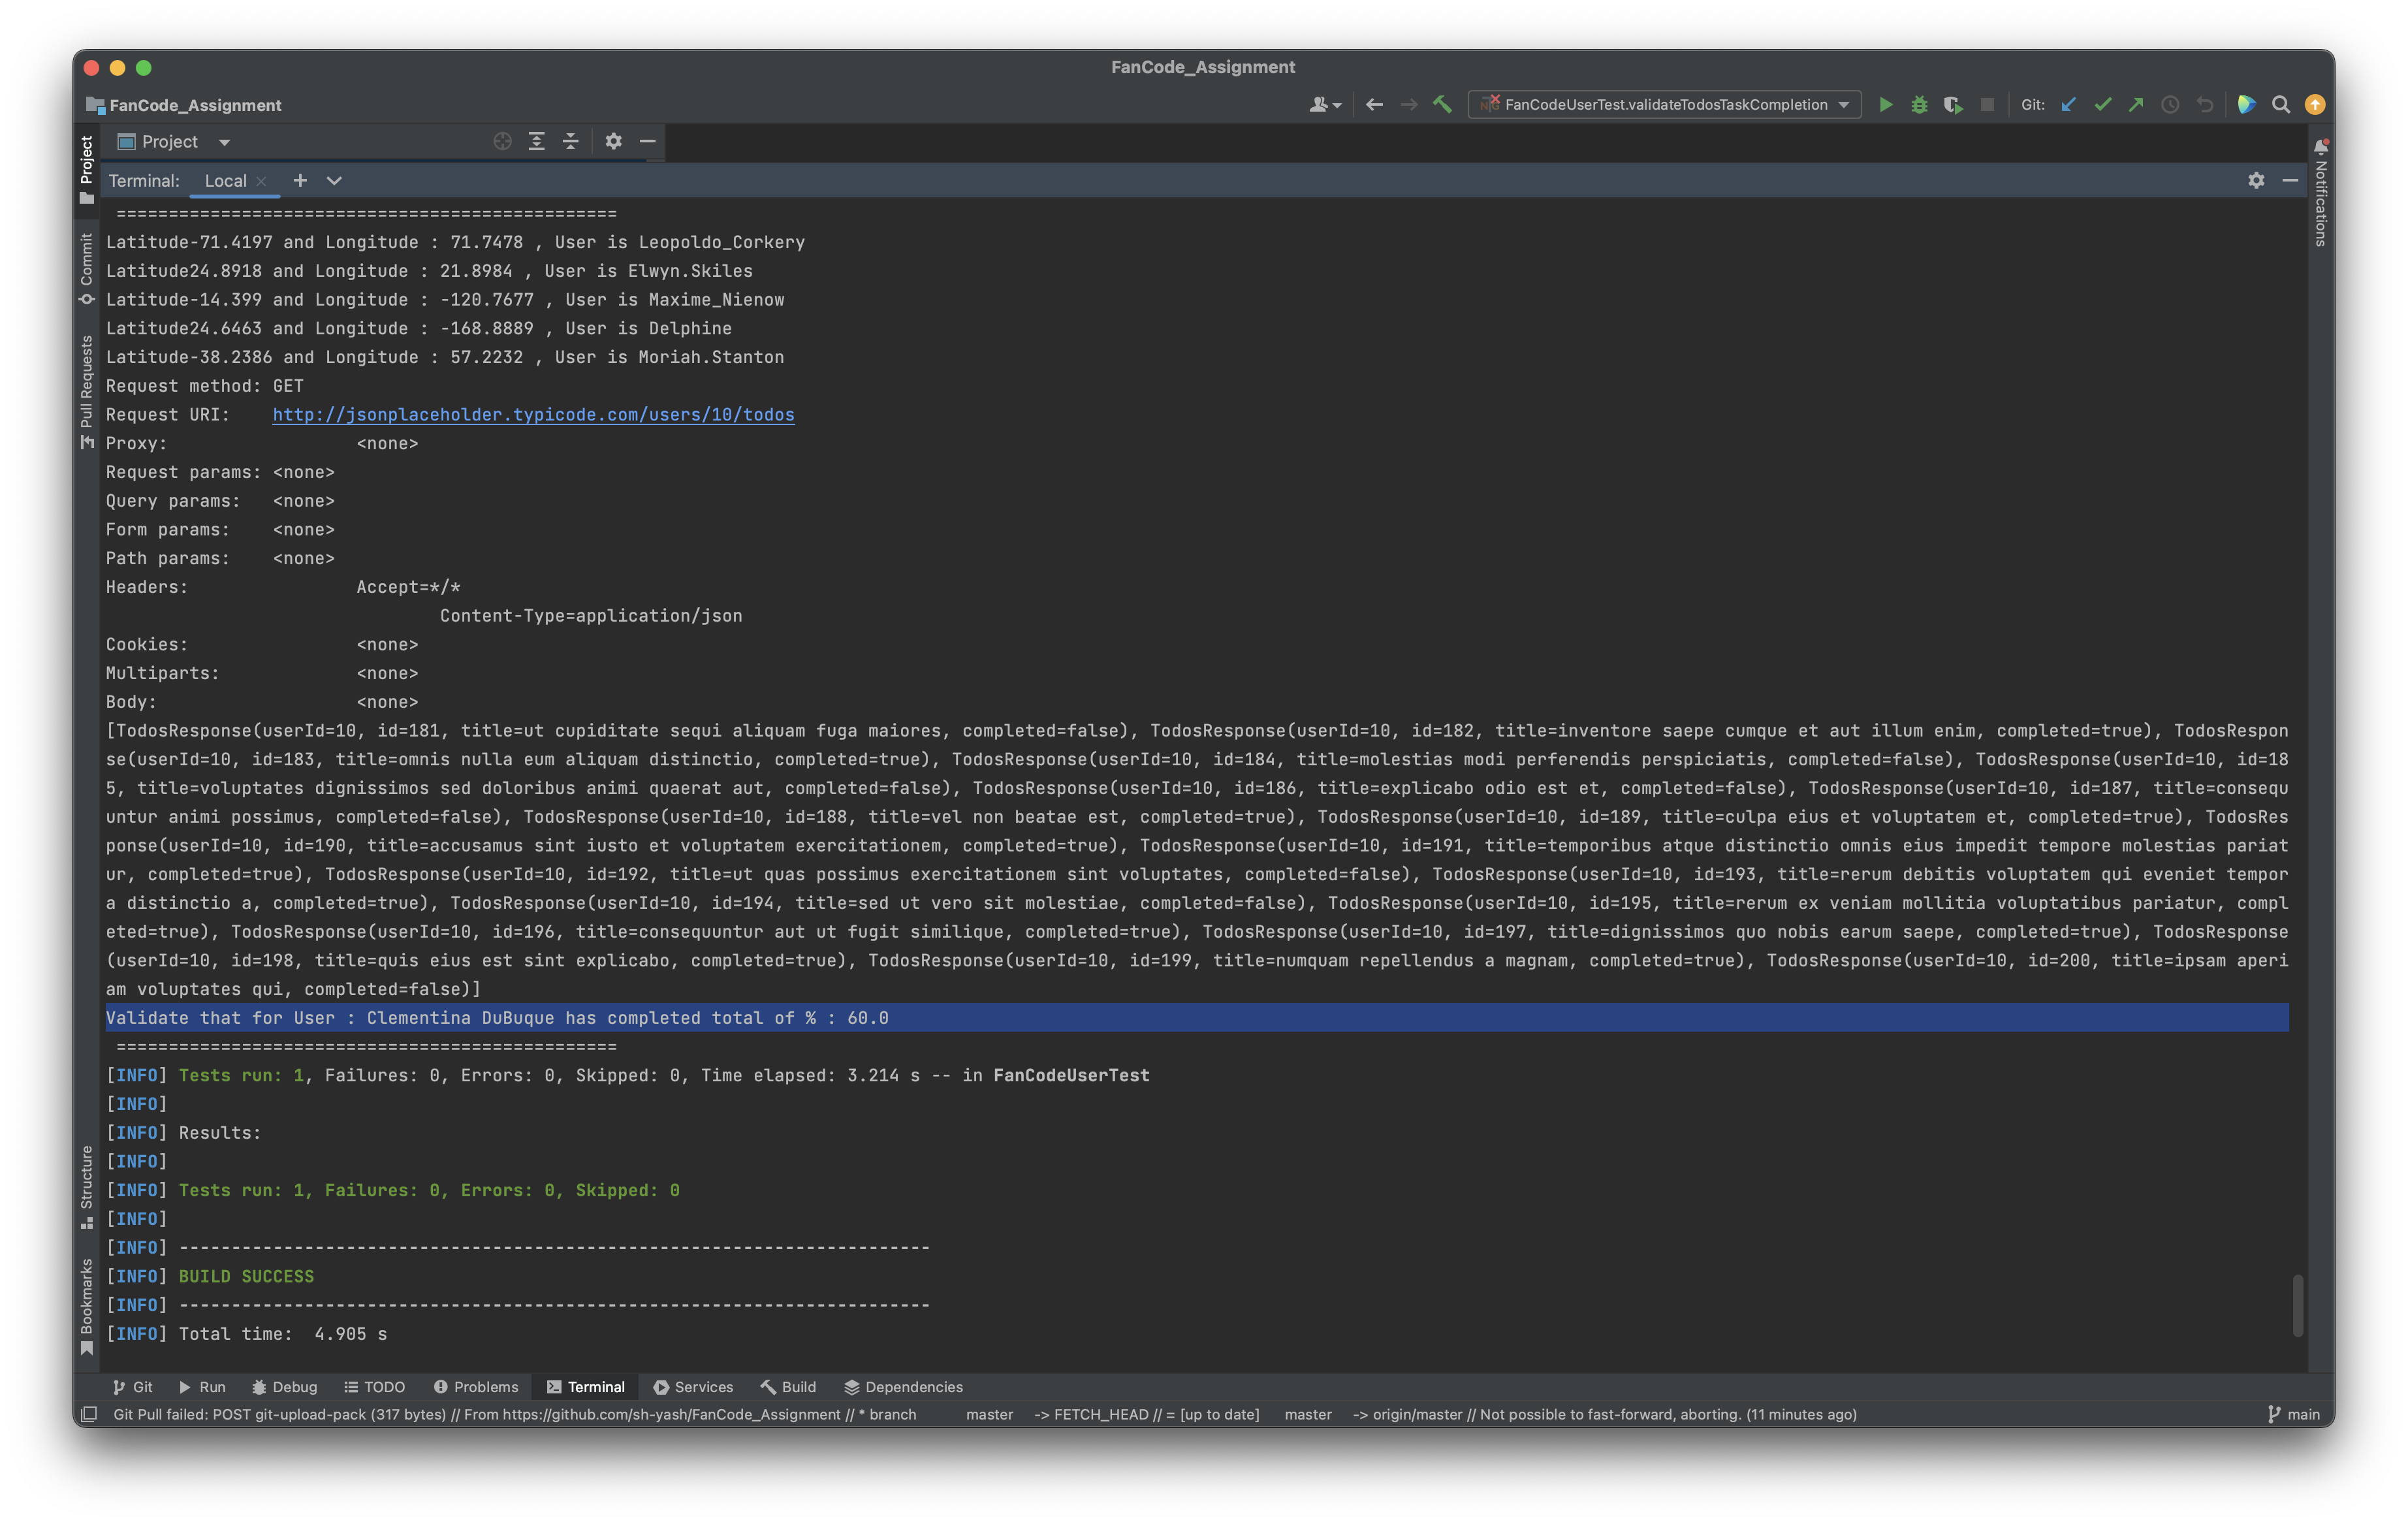 FanCode_Assignment
FanCode_Assignment
FanCodeUserTest.validateTodosTaskCompletion
Git:
Project
Project
Commit
Pull Requests
Structure
Bookmarks
Notifications
Terminal: Local
===============================================
Latitude-71.4197 and Longitude : 71.7478 , User is Leopoldo_Corkery
Latitude24.8918 and Longitude : 21.8984 , User is Elwyn.Skiles
Latitude-14.399 and Longitude : -120.7677 , User is Maxime_Nienow
Latitude24.6463 and Longitude : -168.8889 , User is Delphine
Latitude-38.2386 and Longitude : 57.2232 , User is Moriah.Stanton
Request method: GET
Request URI: http://jsonplaceholder.typicode.com/users/10/todos
Proxy: <none>
Request params: <none>
Query params: <none>
Form params: <none>
Path params: <none>
Headers: Accept=*/*
Content-Type=application/json
Cookies: <none>
Multiparts: <none>
Body: <none>
[TodosResponse(userId=10, id=181, title=ut cupiditate sequi aliquam fuga maiores, completed=false), TodosResponse(userId=10, id=182, title=inventore saepe cumque et aut illum enim, completed=true), TodosRespon
se(userId=10, id=183, title=omnis nulla eum aliquam distinctio, completed=true), TodosResponse(userId=10, id=184, title=molestias modi perferendis perspiciatis, completed=false), TodosResponse(userId=10, id=18
5, title=voluptates dignissimos sed doloribus animi quaerat aut, completed=false), TodosResponse(userId=10, id=186, title=explicabo odio est et, completed=false), TodosResponse(userId=10, id=187, title=consequ
untur animi possimus, completed=false), TodosResponse(userId=10, id=188, title=vel non beatae est, completed=true), TodosResponse(userId=10, id=189, title=culpa eius et voluptatem et, completed=true), TodosRes
ponse(userId=10, id=190, title=accusamus sint iusto et voluptatem exercitationem, completed=true), TodosResponse(userId=10, id=191, title=temporibus atque distinctio omnis eius impedit tempore molestias pariat
ur, completed=true), TodosResponse(userId=10, id=192, title=ut quas possimus exercitationem sint voluptates, completed=false), TodosResponse(userId=10, id=193, title=rerum debitis voluptatem qui eveniet tempor
a distinctio a, completed=true), TodosResponse(userId=10, id=194, title=sed ut vero sit molestiae, completed=false), TodosResponse(userId=10, id=195, title=rerum ex veniam mollitia voluptatibus pariatur, compl
eted=true), TodosResponse(userId=10, id=196, title=consequuntur aut ut fugit similique, completed=true), TodosResponse(userId=10, id=197, title=dignissimos quo nobis earum saepe, completed=true), TodosResponse
(userId=10, id=198, title=quis eius est sint explicabo, completed=true), TodosResponse(userId=10, id=199, title=numquam repellendus a magnam, completed=true), TodosResponse(userId=10, id=200, title=ipsam aperi
am voluptates qui, completed=false)]
Validate that for User : Clementina DuBuque has completed total of % : 60.0
================================================
[INFO] Tests run: 1, Failures: 0, Errors: 0, Skipped: 0, Time elapsed: 3.214 s -- in FanCodeUserTest
[INFO]
[INFO] Results:
[INFO]
[INFO] Tests run: 1, Failures: 0, Errors: 0, Skipped: 0
[INFO]
[INFO] ------------------------------------------------------------------------
[INFO] BUILD SUCCESS
[INFO] ------------------------------------------------------------------------
[INFO] Total time:  4.905 s
Git Run Debug TODO Problems Terminal Services Build Dependencies
Git Pull failed: POST git-upload-pack (317 bytes) // From https://github.com/sh-yash/FanCode_Assignment // * branch master -> FETCH_HEAD // = [up to date] master -> origin/master // Not possible to fast-forward, aborting. (11 minutes ago) main